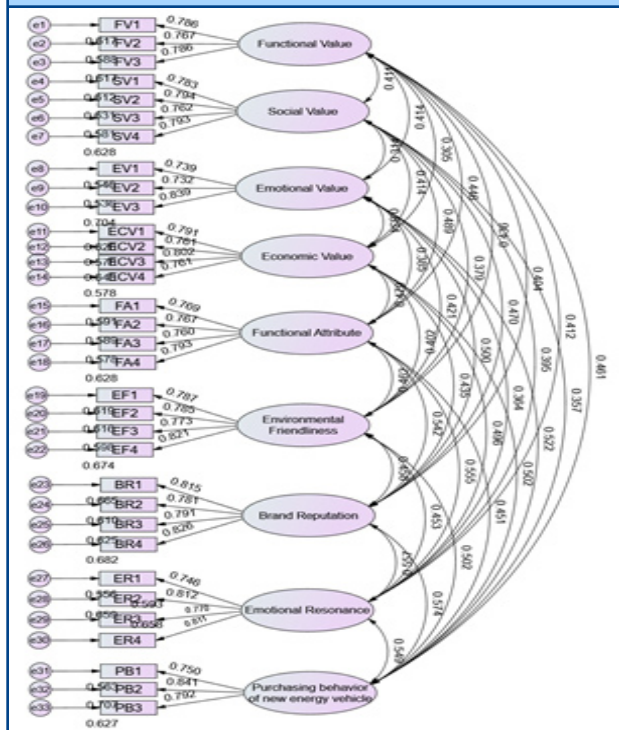 e1 FV1 0.786
e2 FV2 0.767
e3 FV3 0.786
Functional Value
e4 SV1 0.783
e5 SV2 0.794
e6 SV3 0.762
e7 SV4 0.793
0.628
Social Value
e8 EV1 0.739
e9 EV2 0.732
e10 EV3 0.839
0.704
Emotional Value
e11 ECV1 0.791
e12 ECV2 0.781
e13 ECV3 0.802
e14 ECV4 0.761
0.578
Economic Value
e15 FA1 0.769
e16 FA2 0.767
e17 FA3 0.760
e18 FA4 0.793
0.628
Functional Attribute
e19 EF1 0.787
e20 EF2 0.785
e21 EF3 0.773
e22 EF4 0.821
0.674
Environmental
Friendliness
e23 BR1 0.815
e24 BR2 0.781
e25 BR3 0.791
e26 BR4 0.826
0.682
Brand Reputation
e27 ER1 0.746
e28 ER2 0.812
e29 ER3 0.770
e30 ER4 0.811
Emotional Resonance
e31 PB1 0.750
e32 PB2 0.841
e33 PB3 0.792
0.627
Purchasing behavior
of new energy vehicle
0.414
0.305
0.446
0.414
0.489
0.379
0.404
0.412
0.461
0.421
0.470
0.395
0.357
0.500
0.364
0.522
0.435
0.496
0.502
0.542
0.555
0.451
0.453
0.502
0.574
0.549